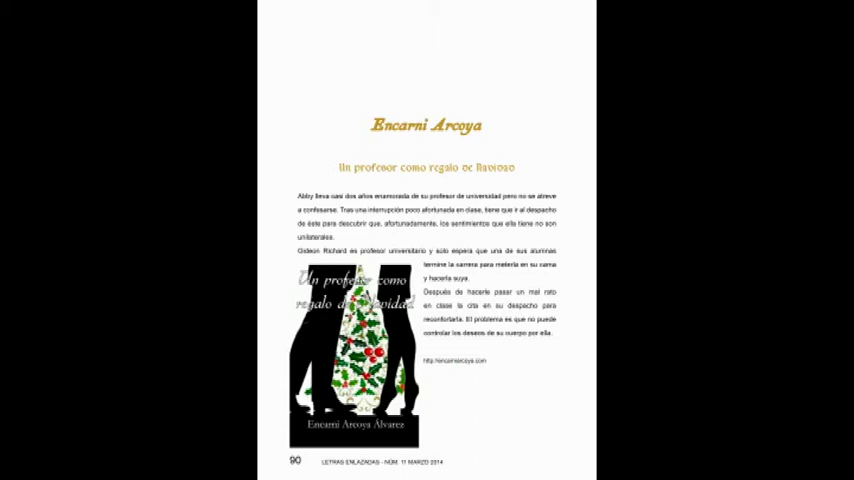 Encarni Arcoya
Un profesor como regalo de Navidad
Abby lleva casi dos años enamorada de su profesor de universidad pero no se atreve
a confesarse. Tras una interrupción poco afortunada en clase, tiene que ir al despacho
de éste para descubrir que, afortunadamente, los sentimientos que ella tiene no son
unilaterales.
Gideon Richard es profesor universitario y solo espera que una de sus alumnas
termine la carrera para meterla en su cama
y hacerla suya.
Después de hacerle pasar un mal rato
en clase la cita en su despacho para
reconfortarla. El problema es que no puede
controlar los deseos de su cuerpo por ella.
http://encarniarcoya.com
Un profesor como
regalo de Navidad
Encarni Arcoya Álvarez
90 LETRAS ENLAZADAS - NÚM. 11 MARZO 2014